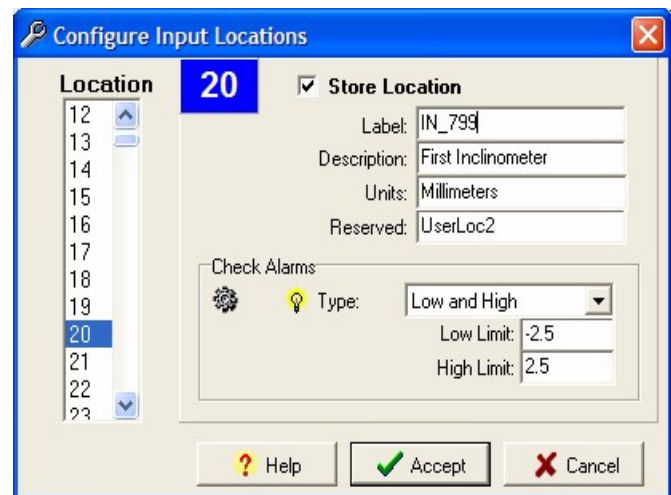 Configure Input Locations
Location
12
13
14
15
16
17
18
19
20
21
22
23
20
Store Location
Label: IN_799
Description: First Inclinometer
Units: Millimeters
Reserved: UserLoc2
Check Alarms
Type: Low and High
Low Limit: -2.5
High Limit: 2.5
? Help
Accept
Cancel